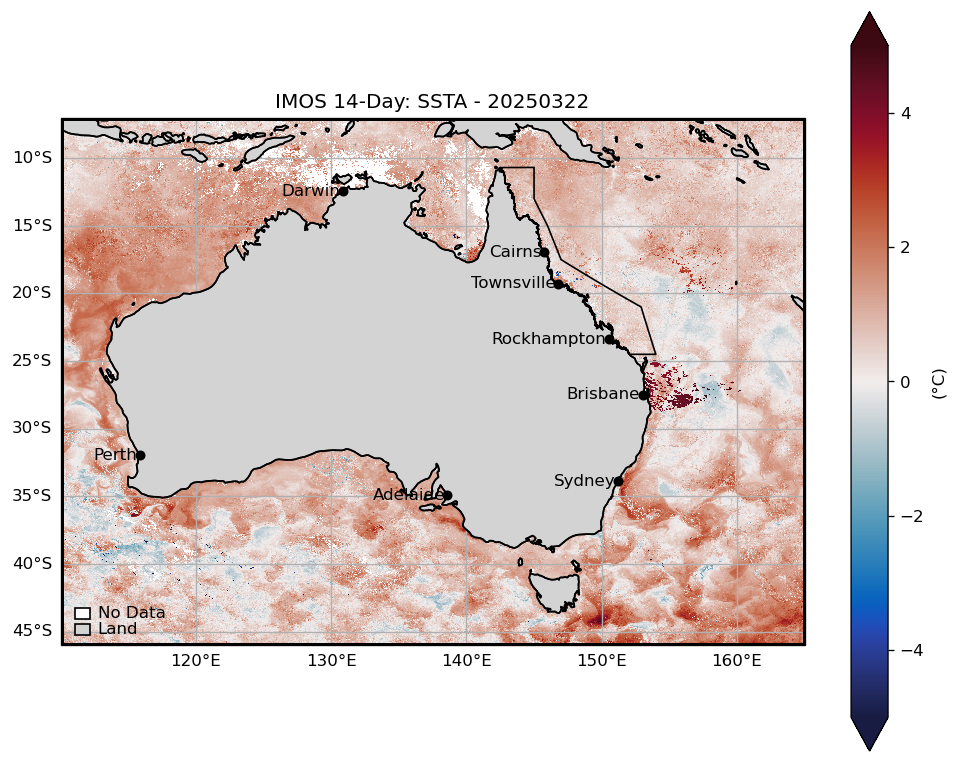 IMOS 14-Day: SSTA - 20250322
10°S
15°S
20°S
25°S
30°S
35°S
40°S
45°S
Darwin
Cairns
Townsville
Rockhampton
Brisbane
Perth
Sydney
Adelaide
No Data
Land
120°E 130°E 140°E 150°E 160°E
4
2
0
−2
−4
(°C)